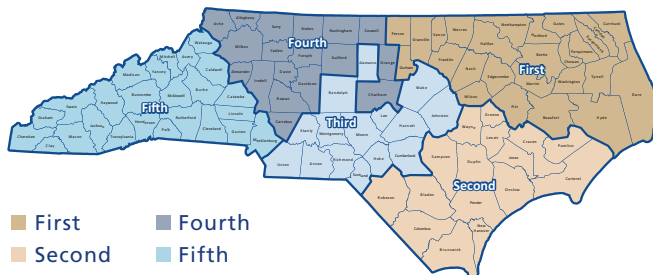 Alleghany
Gates
Northampton
Ashe
Surry
Stokes
Rockingham
Caswell
Person
Granville
Vance
Warren
Halifax
Hertford
Wilkes
Yadkin
Forsyth
Fourth
Guilford
Alamance
Orange
Durham
Franklin
Bertie
Perquimans
Chowan
Watauga
Avery
Mitchell
Yancey
Madison
Caldwell
Alexander
Iredell
Davie
Davidson
Randolph
Chatham
Wake
Nash
Edgecombe
Martin
Washington
Tyrrell
Dare
First
Buncombe
McDowell
Burke
Catawba
Rowan
Wilson
Pitt
Beaufort
Hyde
Haywood
Swain
Graham
Fifth
Rutherford
Lincoln
Cabarrus
Third
Stanly
Montgomery
Moore
Lee
Harnett
Johnston
Wayne
Greene
Lenoir
Craven
Pamlico
Cherokee
Clay
Macon
Jackson
Transylvania
Polk
Cleveland
Gaston
Mecklenburg
Union
Anson
Richmond
Hoke
Cumberland
Sampson
Duplin
Jones
Carteret
Onslow
Second
Robeson
Bladen
Pender
New
Hanover
Columbus
Brunswick
First
Fourth
Second
Fifth